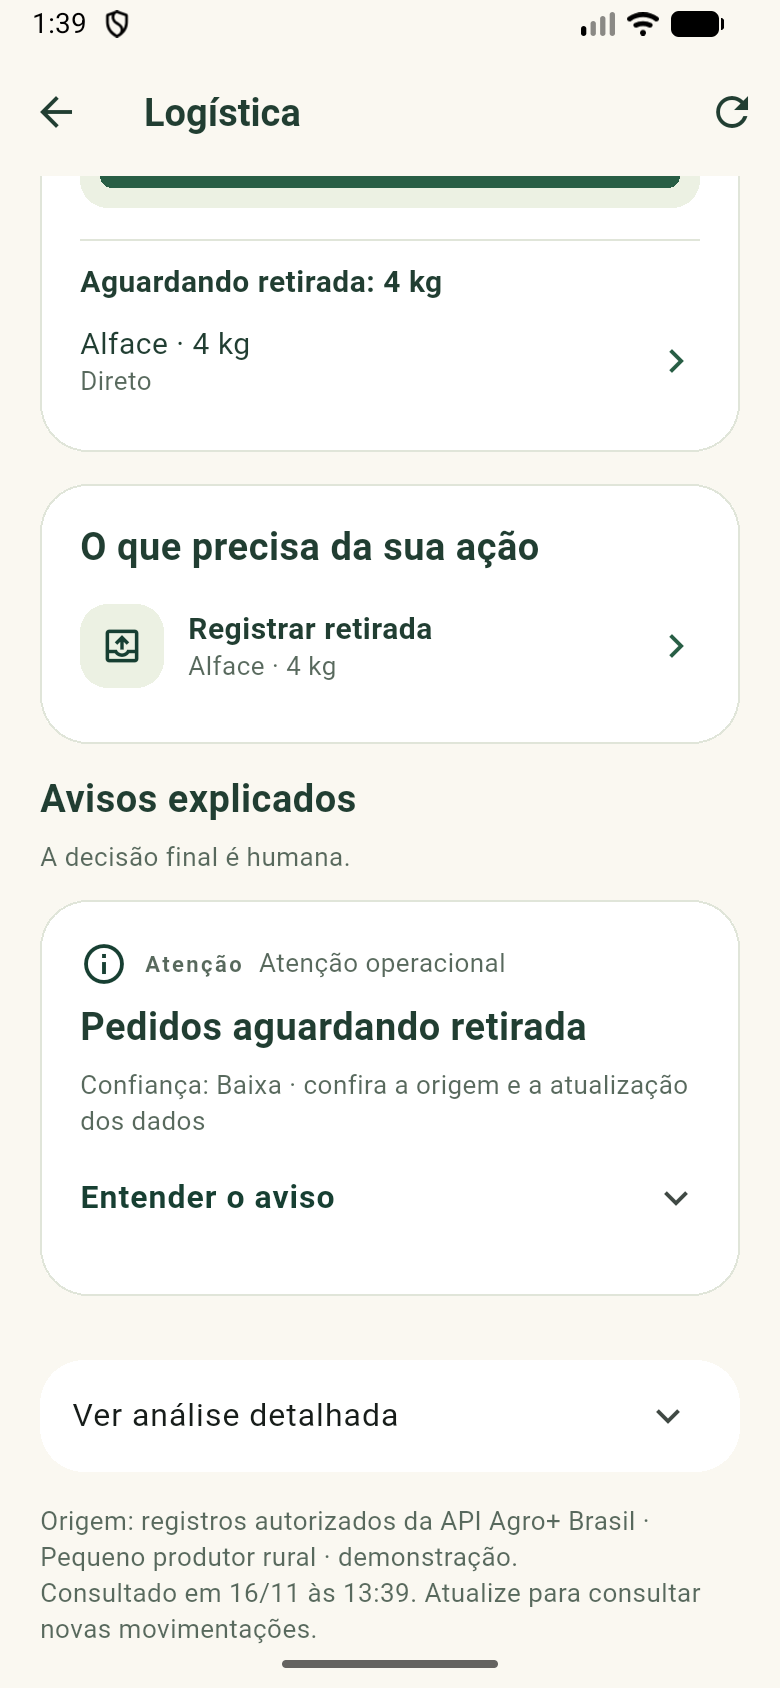 1:39
Logística
Aguardando retirada: 4 kg
Alface · 4 kg
Direto
O que precisa da sua ação
Registrar retirada
Alface · 4 kg
Avisos explicados
A decisão final é humana.
Atenção Atenção operacional
Pedidos aguardando retirada
Confiança: Baixa · confira a origem e a atualização
dos dados
Entender o aviso
Ver análise detalhada
Origem: registros autorizados da API Agro+ Brasil ·
Pequeno produtor rural · demonstração.
Consultado em 16/11 às 13:39. Atualize para consultar
novas movimentações.